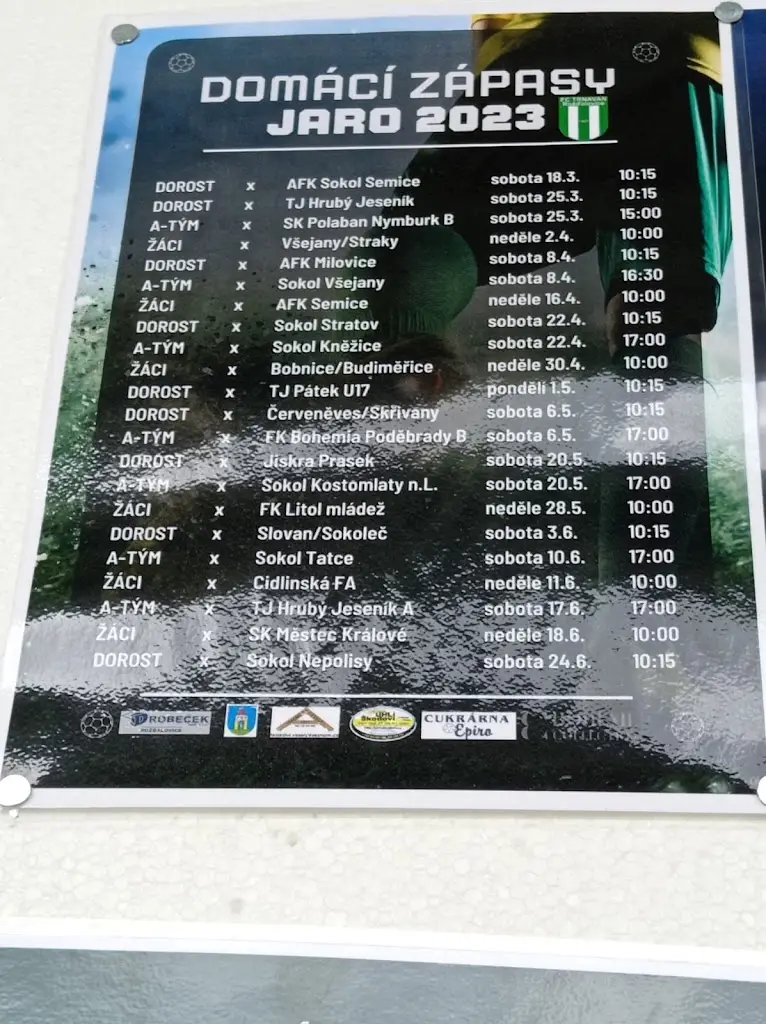 DOMÁCÍ ZÁPASY
JARO 2023
FC TRNAVAN
DOROST x AFK Sokol Semice sobota 18.3. 10:15
DOROST x TJ Hrubý Jeseník sobota 25.3. 10:15
A-TÝM x SK Polaban Nymburk B sobota 25.3. 15:00
ŽÁCI x Všejany/Straky neděle 2.4. 10:00
DOROST x AFK Milovice sobota 8.4. 10:15
A-TÝM x Sokol Všejany sobota 8.4. 16:30
ŽÁCI x AFK Semice neděle 16.4. 10:00
DOROST x Sokol Stratov sobota 22.4. 10:15
A-TÝM x Sokol Kněžice sobota 22.4. 17:00
ŽÁCI x Bobnice/Budiměřice neděle 30.4. 10:00
DOROST x TJ Pátek U17 pondělí 1.5. 10:15
DOROST x Červeněves/Skřivany sobota 6.5. 10:15
A-TÝM x FK Bohemia Poděbrady B sobota 6.5. 17:00
DOROST x Jiskra Prasek sobota 20.5. 10:15
A-TÝM x Sokol Kostomlaty n.L. sobota 20.5. 17:00
ŽÁCI x FK Litol mládež neděle 28.5. 10:00
DOROST x Slovan/Sokoleč sobota 3.6. 10:15
A-TÝM x Sokol Tatce sobota 10.6. 17:00
ŽÁCI x Cidlinská FA neděle 11.6. 10:00
A-TÝM x TJ Hrubý Jeseník A sobota 17.6. 17:00
ŽÁCI x SK Městec Králové neděle 18.6. 10:00
DOROST x Sokol Nepolisy sobota 24.6. 10:15
ROBEČEK
UHLÍ
Škodovi
CUKRÁRNA
Epiro